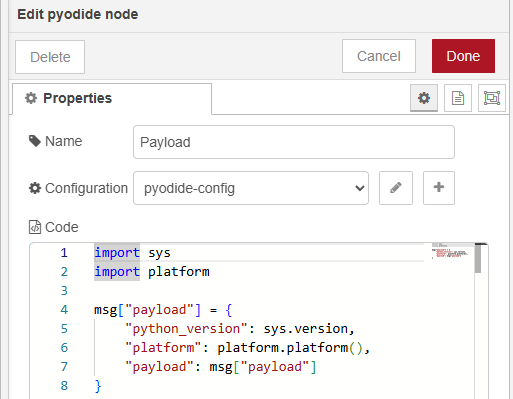 Edit pyodide node
Delete
Cancel
Done
Properties
Name
Payload
Configuration
pyodide-config
Code
1 import sys
2 import platform
3
4 msg["payload"] = {
5     "python_version": sys.version,
6     "platform": platform.platform(),
7     "payload": msg["payload"]
8 }